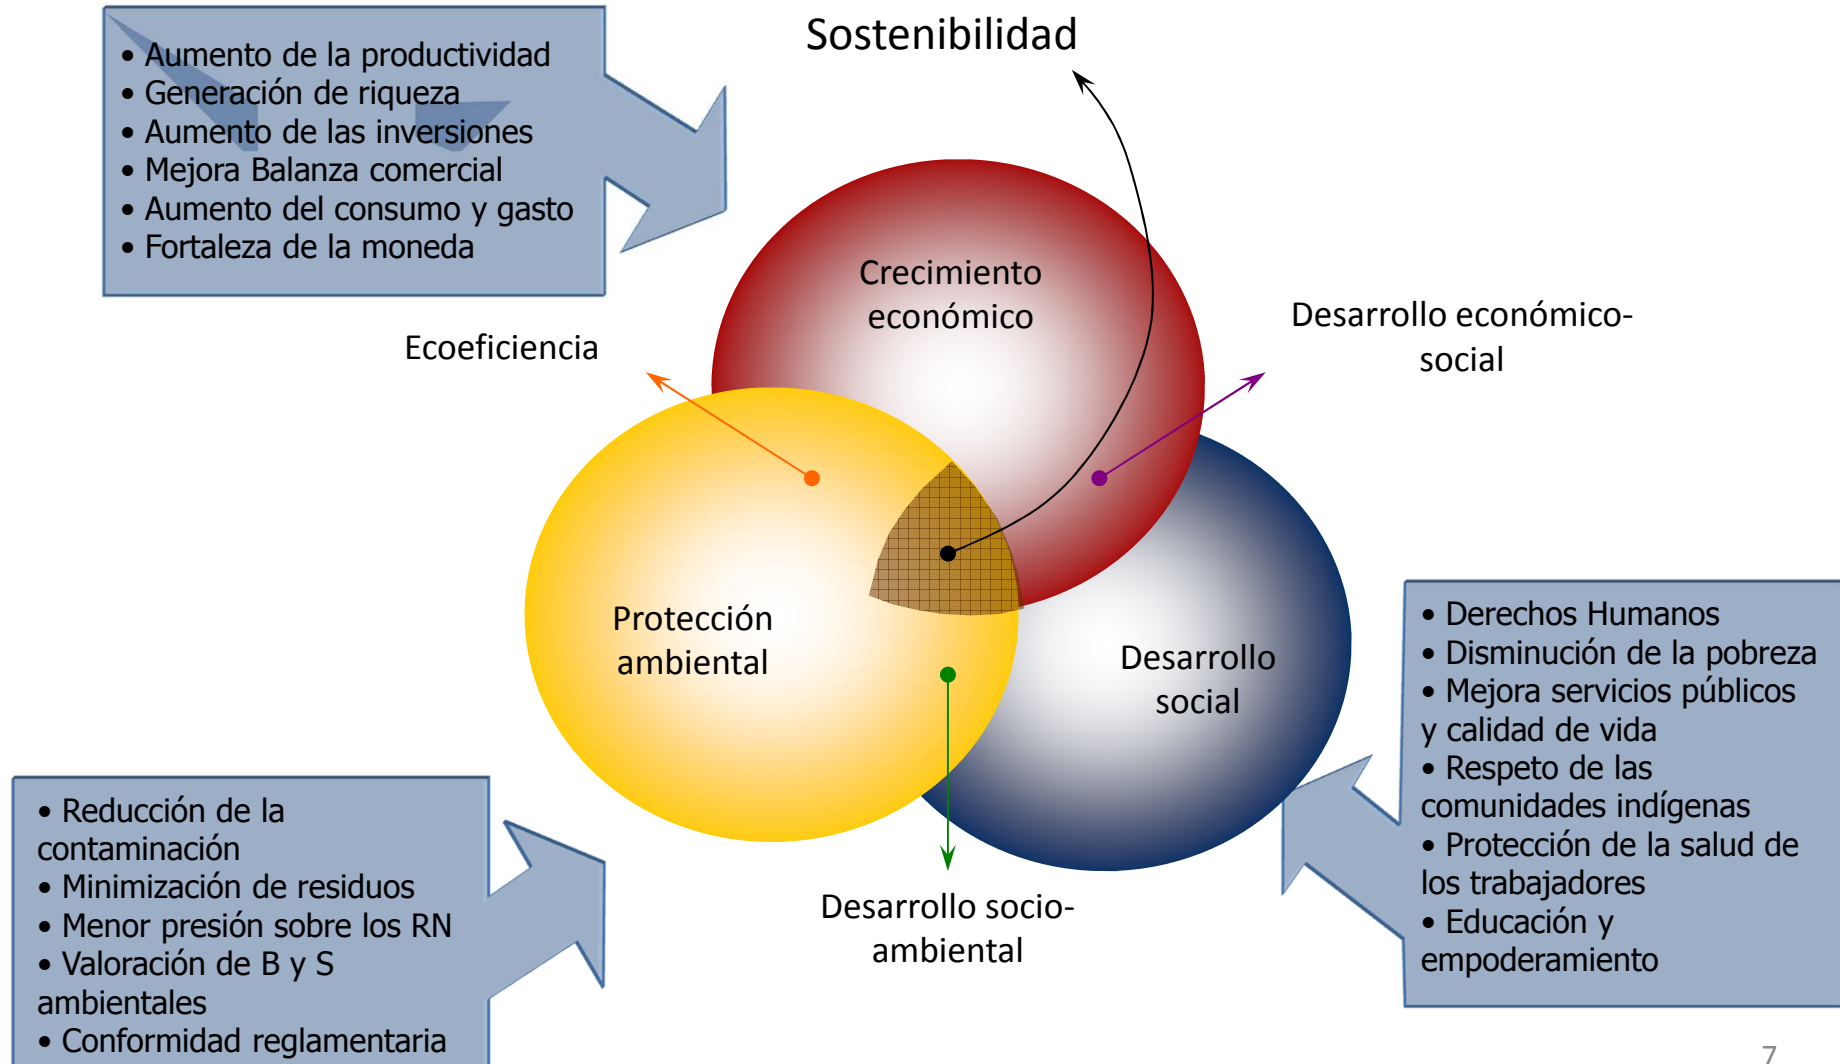 Sostenibilidad
• Aumento de la productividad
• Generación de riqueza
• Aumento de las inversiones
• Mejora Balanza comercial
• Aumento del consumo y gasto
• Fortaleza de la moneda
Crecimiento
económico
Ecoeficiencia
Desarrollo económico-
social
Protección
ambiental
Desarrollo
social
• Derechos Humanos
• Disminución de la pobreza
• Mejora servicios públicos
y calidad de vida
• Respeto de las
comunidades indígenas
• Protección de la salud de
los trabajadores
• Educación y
empoderamiento
• Reducción de la
contaminación
• Minimización de residuos
• Menor presión sobre los RN
• Valoración de B y S
ambientales
• Conformidad reglamentaria
Desarrollo socio-
ambiental
7